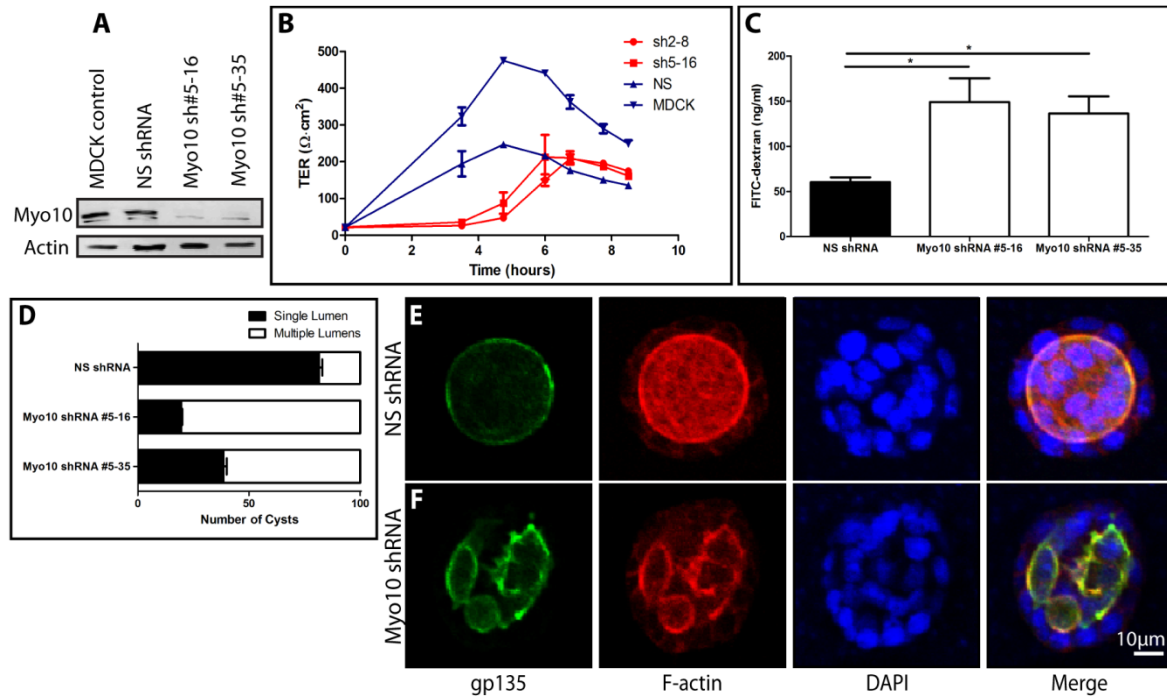 A
MDCK control
NS shRNA
Myo10 sh#5-16
Myo10 sh#5-35
Myo10
Actin
B
500
400
300
200
100
0
TER (Ω·cm²)
0 2 4 6 8 10
Time (hours)
sh2-8
sh5-16
NS
MDCK
C
200
150
100
50
0
FITC-dextran (ng/ml)
*
*
NS shRNA Myo10 shRNA #5-16 Myo10 shRNA #5-35
D
Single Lumen
Multiple Lumens
NS shRNA
Myo10 shRNA #5-16
Myo10 shRNA #5-35
0 50 100
Number of Cysts
E
NS shRNA
F
Myo10 shRNA
10µm
gp135 F-actin DAPI Merge